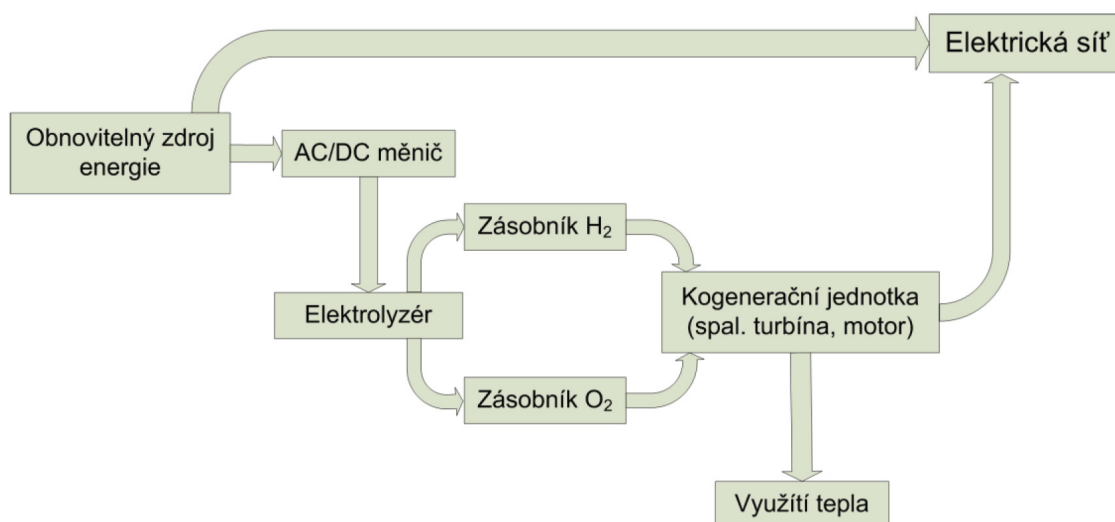 Elektrická síť
Obnovitelný zdroj
energie
AC/DC měnič
Zásobník H₂
Elektrolyzér
Kogenerační jednotka
(spal. turbína, motor)
Zásobník O₂
Využítí tepla